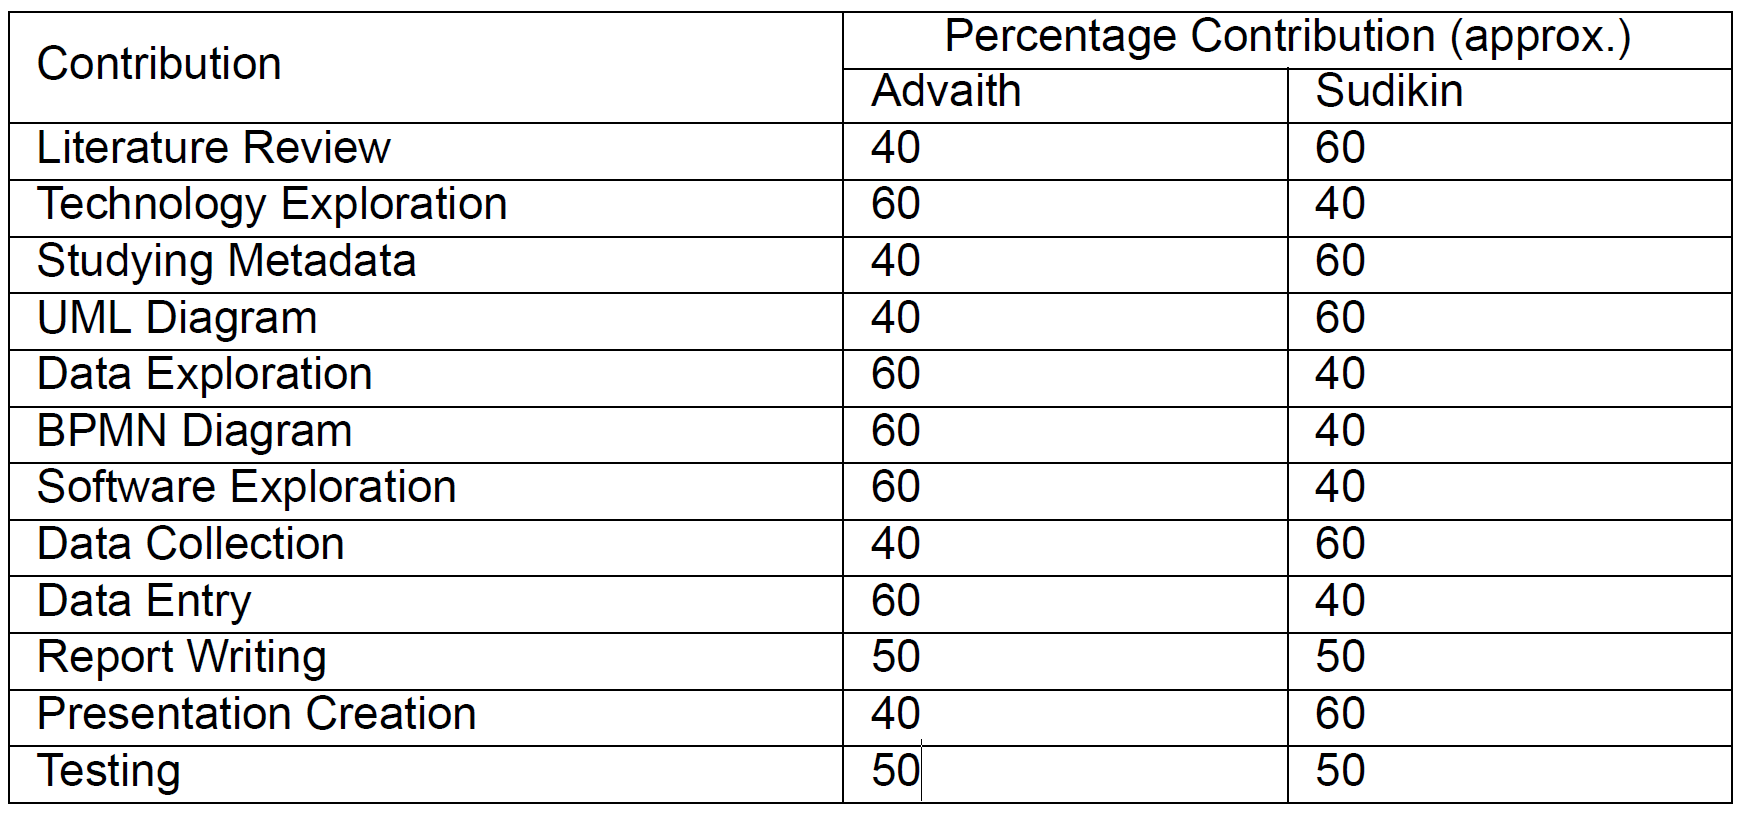 Contribution Percentage Contribution (approx.)
Advaith Sudikin
Literature Review 40 60
Technology Exploration 60 40
Studying Metadata 40 60
UML Diagram 40 60
Data Exploration 60 40
BPMN Diagram 60 40
Software Exploration 60 40
Data Collection 40 60
Data Entry 60 40
Report Writing 50 50
Presentation Creation 40 60
Testing 50 50